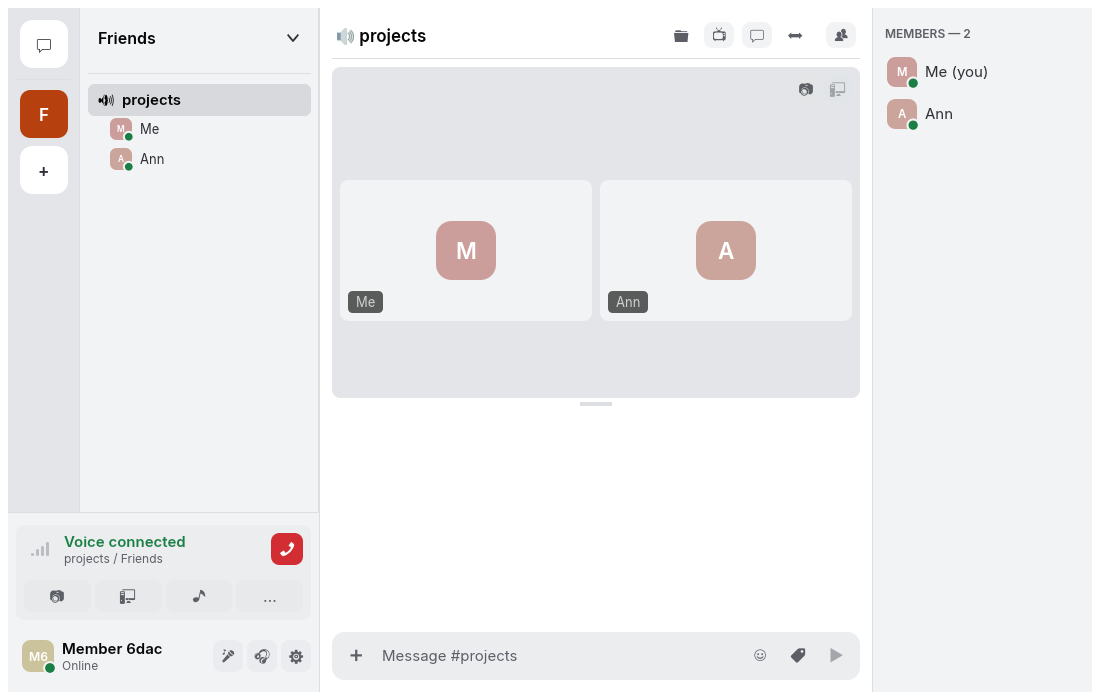 Friends
F
+
projects
M
Me
A
Ann
Voice connected
projects / Friends
...
M6
Member 6dac
Online
projects
M
Me
A
Ann
Message #projects
MEMBERS — 2
M
Me (you)
A
Ann